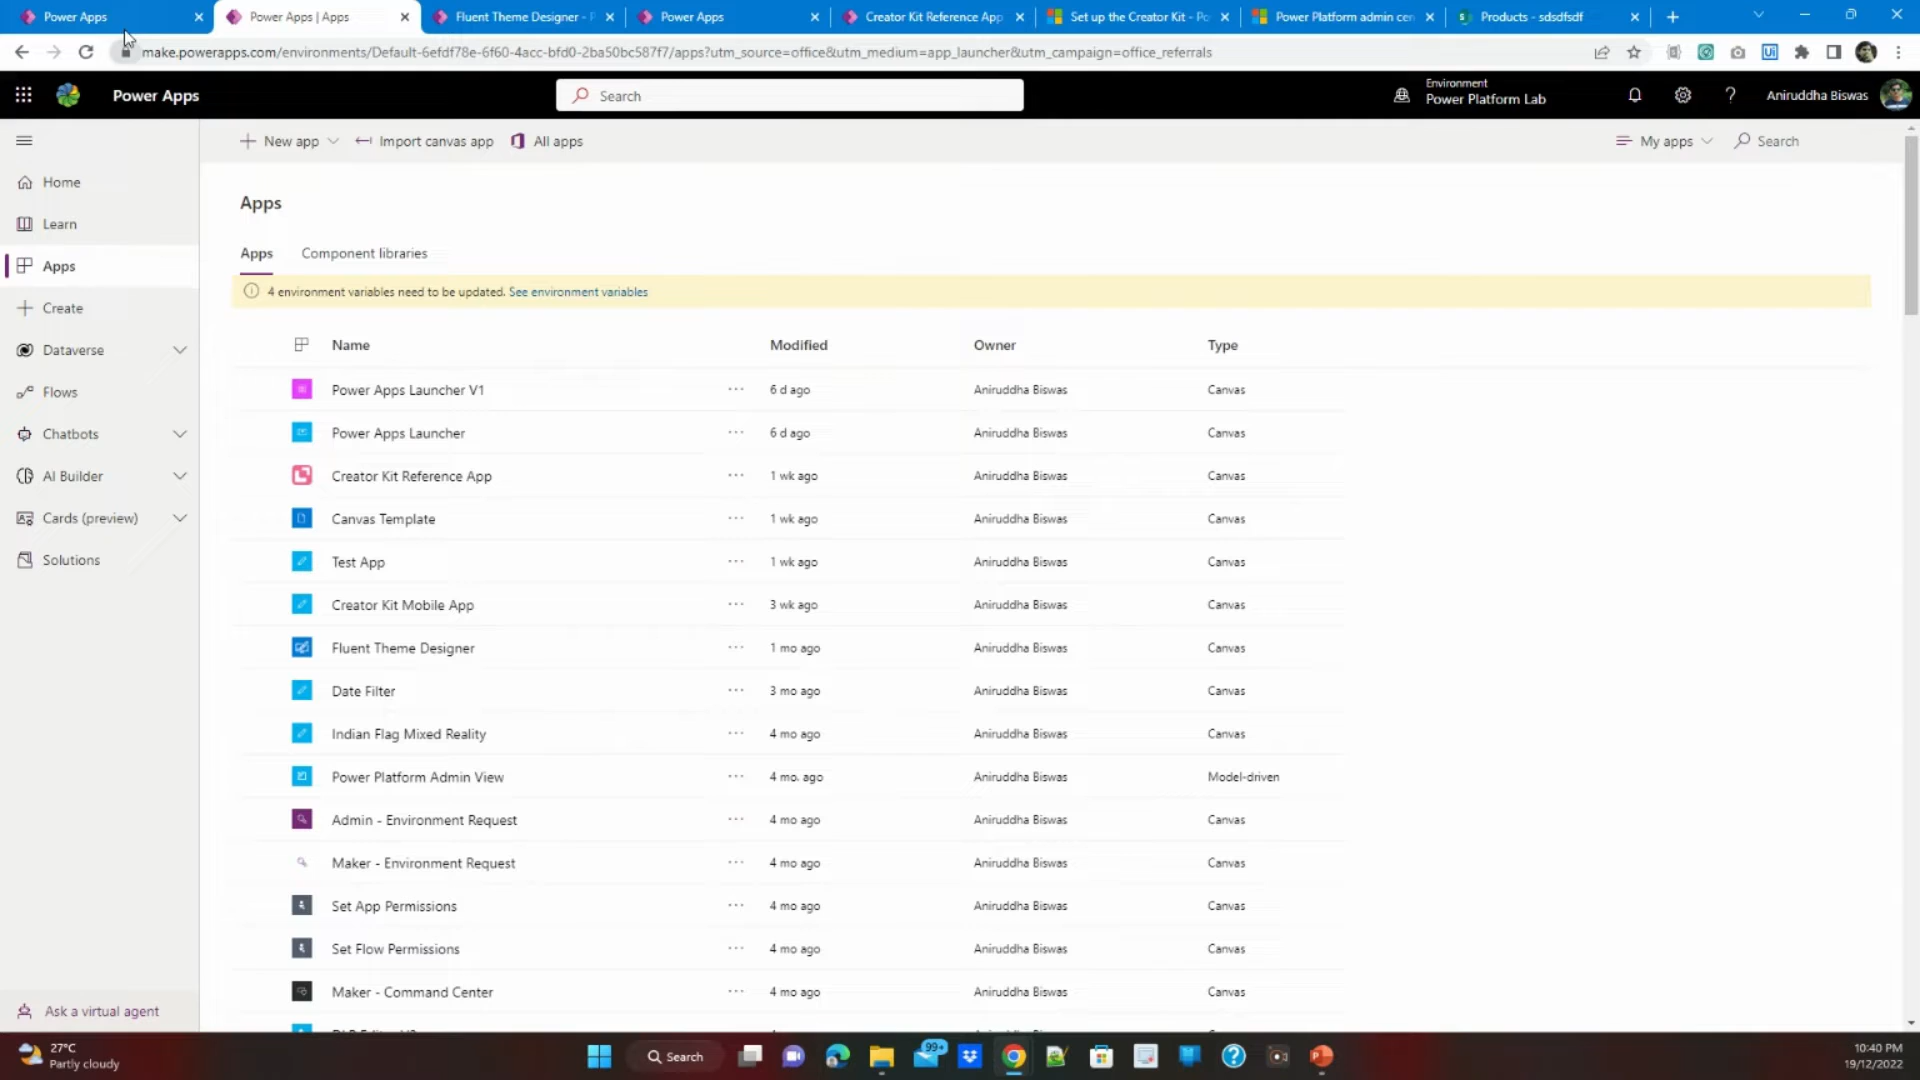 Power Apps
Power Apps | Apps
Fluent Theme Designer - P
Power Apps
Creator Kit Reference App
Set up the Creator Kit - Po
Power Platform admin cen
Products - sdsdfsdf
make.powerapps.com/environments/Default-6efdf78e-6f60-4acc-bfd0-2ba50bc587f7/apps?utm_source=office&utm_medium=app_launcher&utm_campaign=office_referrals
Power Apps
Search
Environment
Power Platform Lab
Aniruddha Biswas
New app
Import canvas app
All apps
My apps
Search
Home
Learn
Apps
Create
Dataverse
Flows
Chatbots
AI Builder
Cards (preview)
Solutions
Ask a virtual agent
Apps
Apps Component libraries
4 environment variables need to be updated. See environment variables
Name Modified Owner Type
Power Apps Launcher V1 ... 6 d ago Aniruddha Biswas Canvas
Power Apps Launcher ... 6 d ago Aniruddha Biswas Canvas
Creator Kit Reference App ... 1 wk ago Aniruddha Biswas Canvas
Canvas Template ... 1 wk ago Aniruddha Biswas Canvas
Test App ... 1 wk ago Aniruddha Biswas Canvas
Creator Kit Mobile App ... 3 wk ago Aniruddha Biswas Canvas
Fluent Theme Designer ... 1 mo ago Aniruddha Biswas Canvas
Date Filter ... 3 mo ago Aniruddha Biswas Canvas
Indian Flag Mixed Reality ... 4 mo ago Aniruddha Biswas Canvas
Power Platform Admin View ... 4 mo. ago Aniruddha Biswas Model-driven
Admin - Environment Request ... 4 mo ago Aniruddha Biswas Canvas
Maker - Environment Request ... 4 mo ago Aniruddha Biswas Canvas
Set App Permissions ... 4 mo ago Aniruddha Biswas Canvas
Set Flow Permissions ... 4 mo ago Aniruddha Biswas Canvas
Maker - Command Center ... 4 mo ago Aniruddha Biswas Canvas
27°C
Partly cloudy
Search
99+
10:40 PM
19/12/2022